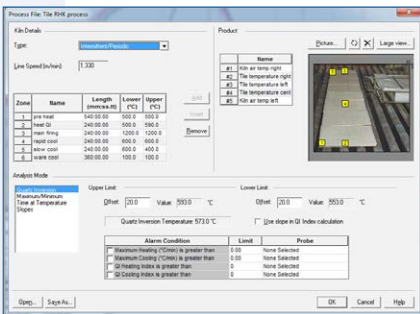 Process File: Tile RHK process
Kiln Details
Type: Intermittent/Periodic
Line Speed (m/min) 1.330
Zone Name Length (mm:ss.tt) Lower (°C) Upper (°C)
1 pre heat 540:00.00 500.0 500.0
2 heat QI 240:00.00 500.0 590.0
3 main firing 240:00.00 1200.0 1200.0
4 rapid cool 240:00.00 600.0 600.0
5 slow cool 240:00.00 600.0 400.0
6 ware cool 360:00.00 100.0 100.0
Add
Insert
Remove
Product
Name
#1 Kiln air temp right
#2 Tile temperature right
#3 Tile temperature left
#4 Tile temperature cent
#5 Kiln air temp left
Picture...
Large view...
Analysis Mode
Quartz Inversion
Maximum/Minimum
Time at Temperature
Slopes
Upper Limit:
Offset: 20.0 Value: 593.0 °C
Lower Limit:
Offset: 20.0 Value: 553.0 °C
Quartz Inversion Temperature: 573.0 °C
Use slope in QI Index calculation
Alarm Condition Limit Probe
Maximum Heating (°C/min) is greater than 0.00 None Selected
Maximum Cooling (°C/min) is greater than 0.00 None Selected
QI Heating Index is greater than 0 None Selected
QI Cooling Index is greater than 0 None Selected
Open... Save As...
OK Cancel Help